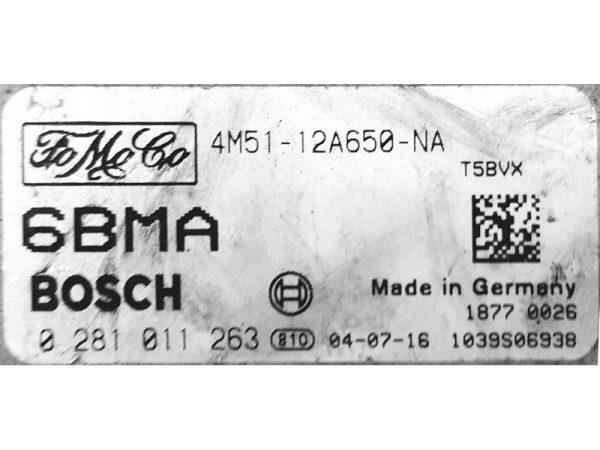 FoMoCo 4M51-12A650-NA
T5BVX
6BMA
BOSCH
Made in Germany
1877 0026
0 281 011 263 810 04-07-16 1039S06938